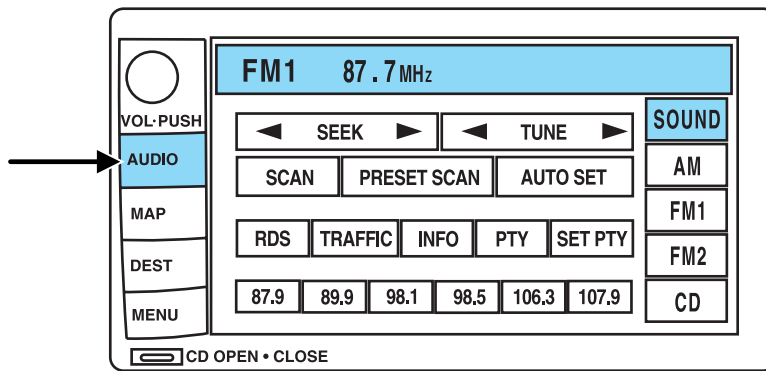 FM1 87.7MHz
VOL·PUSH
AUDIO
MAP
DEST
MENU
SEEK TUNE
SCAN PRESET SCAN AUTO SET
RDS TRAFFIC INFO PTY SET PTY
87.9 89.9 98.1 98.5 106.3 107.9
SOUND
AM
FM1
FM2
CD
CD OPEN • CLOSE